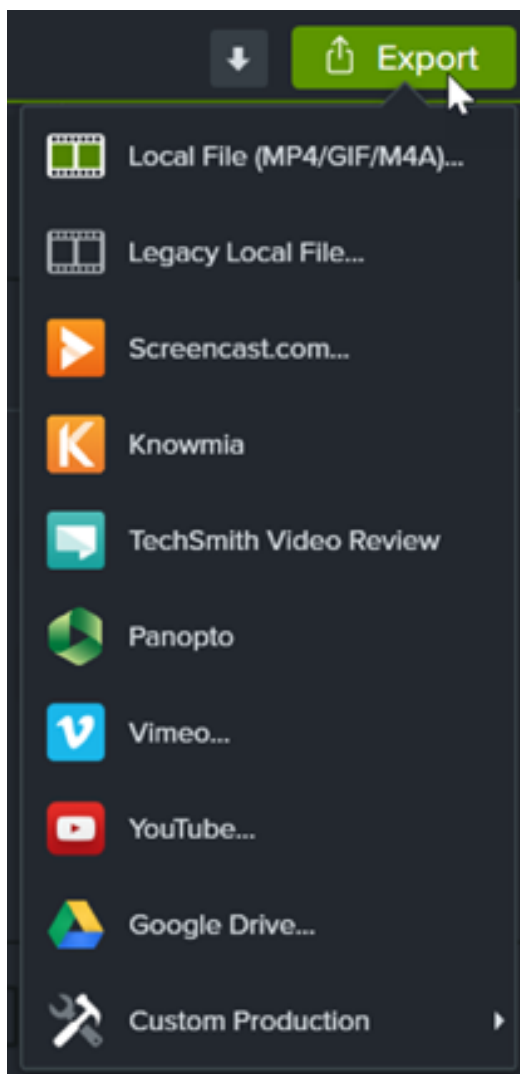 Export
Local File (MP4/GIF/M4A)...
Legacy Local File...
Screencast.com...
Knowmia
TechSmith Video Review
Panopto
Vimeo...
YouTube...
Google Drive...
Custom Production